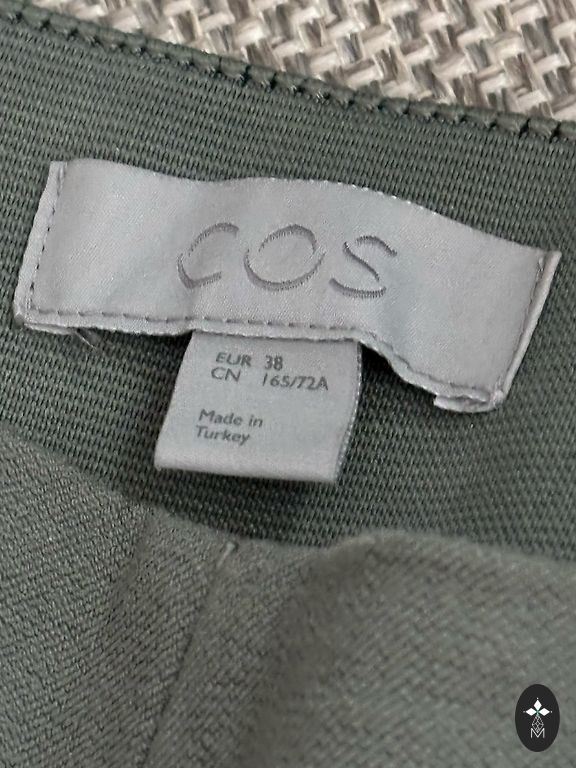 COS
EUR 38
CN 165/72A
Made in
Turkey
M